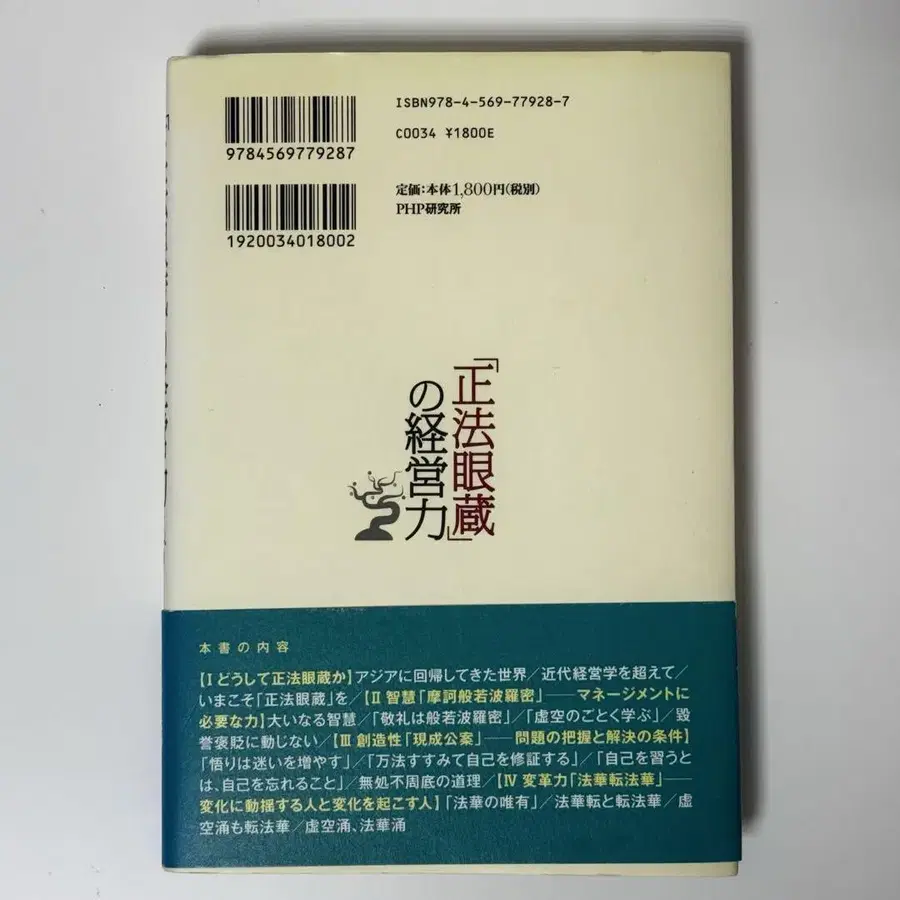 ISBN978-4-569-77928-7
C0034 ¥1800E
9784569779287
定価:本体1,800円(税別)
PHP研究所
1920034018002
「正法眼蔵」
の経営力
本書の内容
【Ⅰ どうして正法眼蔵か】アジアに回帰してきた世界/近代経営学を超えて/
いまこそ「正法眼蔵」を/【Ⅱ 智慧「摩訶般若波羅密」──マネージメントに
必要な力】大いなる智慧/「敬礼は般若波羅密」/「虚空のごとく学ぶ」/毀
誉褒貶に動じない/【Ⅲ 創造性「現成公案」──問題の把握と解決の条件】
「悟りは迷いを増やす」/「万法すすみて自己を修証する」/「自己を習うと
は、自己を忘れること」/無処不周底の道理/【Ⅳ 変革力「法華転法華」──
変化に動揺する人と変化を起こす人】「法華の唯有」/法華転と転法華/虚
空涌も転法華/虚空涌、法華涌